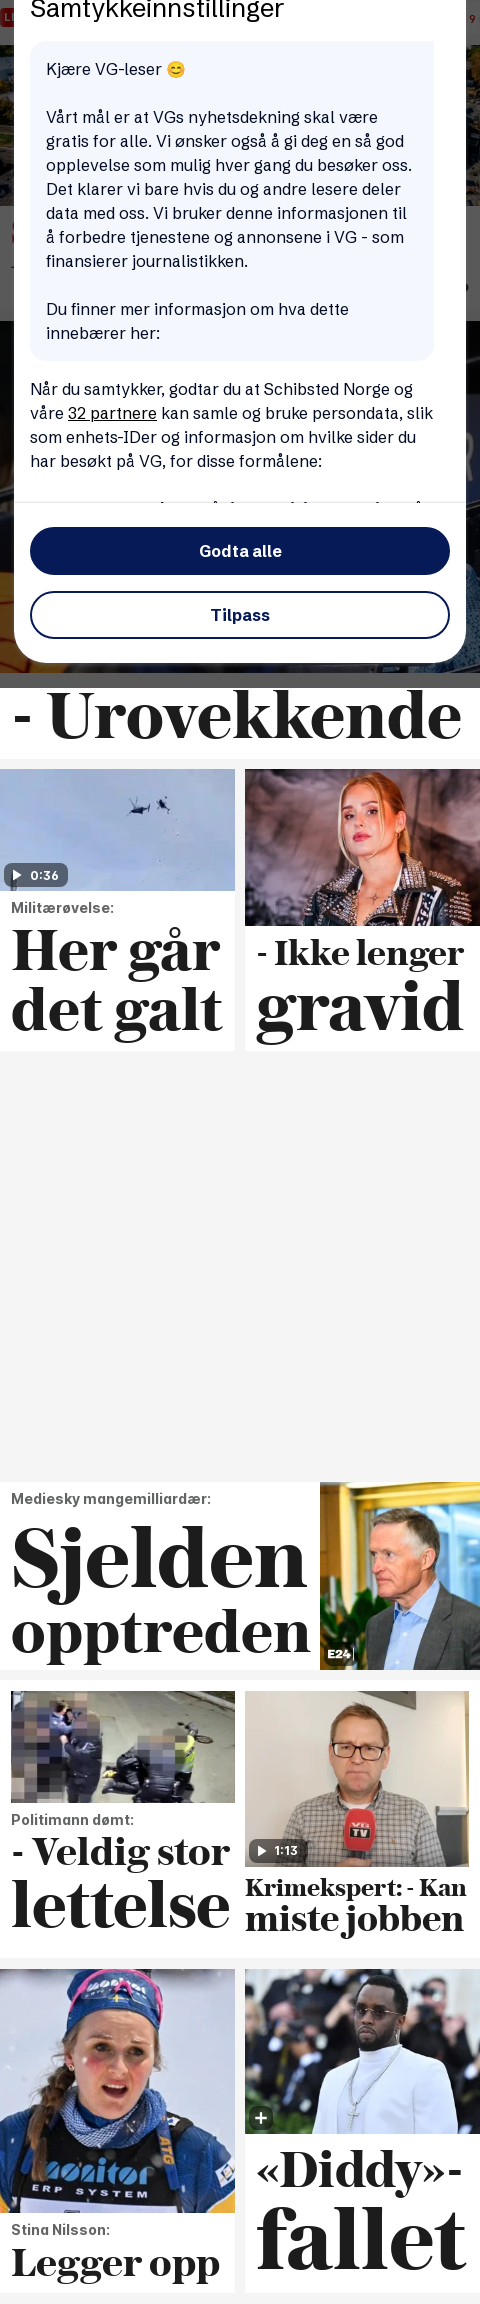 Samtykkeinnstillinger
Kjære VG-leser 😊
Vårt mål er at VGs nyhetsdekning skal være
gratis for alle. Vi ønsker også å gi deg en så god
opplevelse som mulig hver gang du besøker oss.
Det klarer vi bare hvis du og andre lesere deler
data med oss. Vi bruker denne informasjonen til
å forbedre tjenestene og annonsene i VG - som
finansierer journalistikken.
Du finner mer informasjon om hva dette
innebærer her:
Når du samtykker, godtar du at Schibsted Norge og
våre 32 partnere kan samle og bruke persondata, slik
som enhets-IDer og informasjon om hvilke sider du
har besøkt på VG, for disse formålene:
Godta alle
Tilpass
- Urovekkende
0:36
Militærøvelse:
Her går
det galt
- Ikke lenger
gravid
Mediesky mangemilliardær:
Sjelden
opptreden
E24
Politimann dømt:
- Veldig stor
lettelse
VG
TV
1:13
Krimekspert: - Kan
miste jobben
monitor
ERP SYSTEM
ATG
Stina Nilsson:
Legger opp
«Diddy»-
fallet